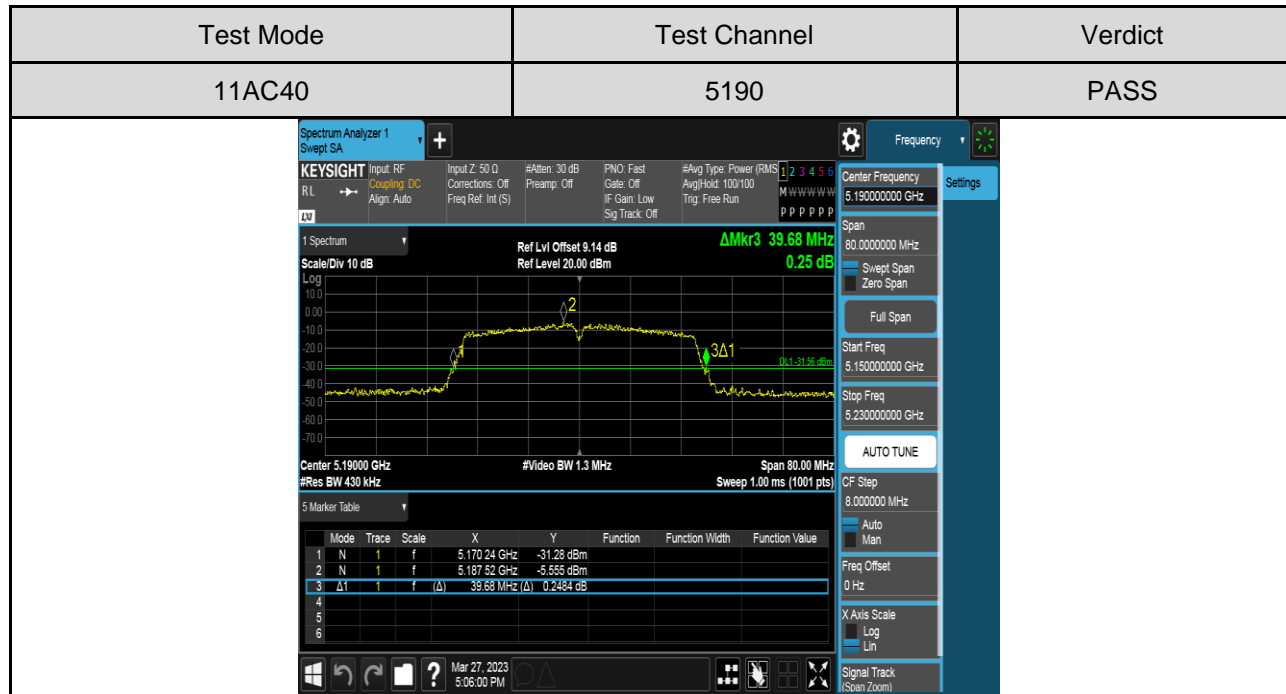 Test Mode Test Channel Verdict
11AC40 5190 PASS
Spectrum Analyzer 1
Swept SA
+
Frequency
KEYSIGHT Input: RF Input Z: 50 Ω #Atten: 30 dB PNO: Fast #Avg Type: Power (RMS 1 2 3 4 5 6
RL Coupling: DC Corrections: Off Preamp: Off Gate: Off Avg|Hold: 100/100 M W W W W W
Align: Auto Freq Ref: Int (S) IF Gain: Low Trig: Free Run
LXI Sig Track: Off P P P P P P
Center Frequency
5.190000000 GHz
Settings
1 Spectrum Ref Lvl Offset 9.14 dB ΔMkr3 39.68 MHz
Scale/Div 10 dB Ref Level 20.00 dBm 0.25 dB
Log
10.0
0.00
-10.0
-20.0
-30.0
-40.0
-50.0
-60.0
-70.0
2
3Δ1
DL1 -31.56 dBm
Center 5.19000 GHz #Video BW 1.3 MHz Span 80.00 MHz
#Res BW 430 kHz Sweep 1.00 ms (1001 pts)
Span
80.0000000 MHz
Swept Span
Zero Span
Full Span
Start Freq
5.150000000 GHz
Stop Freq
5.230000000 GHz
AUTO TUNE
CF Step
8.000000 MHz
Auto
Man
Freq Offset
0 Hz
X Axis Scale
Log
Lin
Signal Track
(Span Zoom)
5 Marker Table
Mode Trace Scale X Y Function Function Width Function Value
1 N 1 f 5.170 24 GHz -31.28 dBm
2 N 1 f 5.187 52 GHz -5.555 dBm
3 Δ1 1 f (Δ) 39.68 MHz (Δ) 0.2484 dB
4
5
6
?
Mar 27, 2023
5:06:00 PM